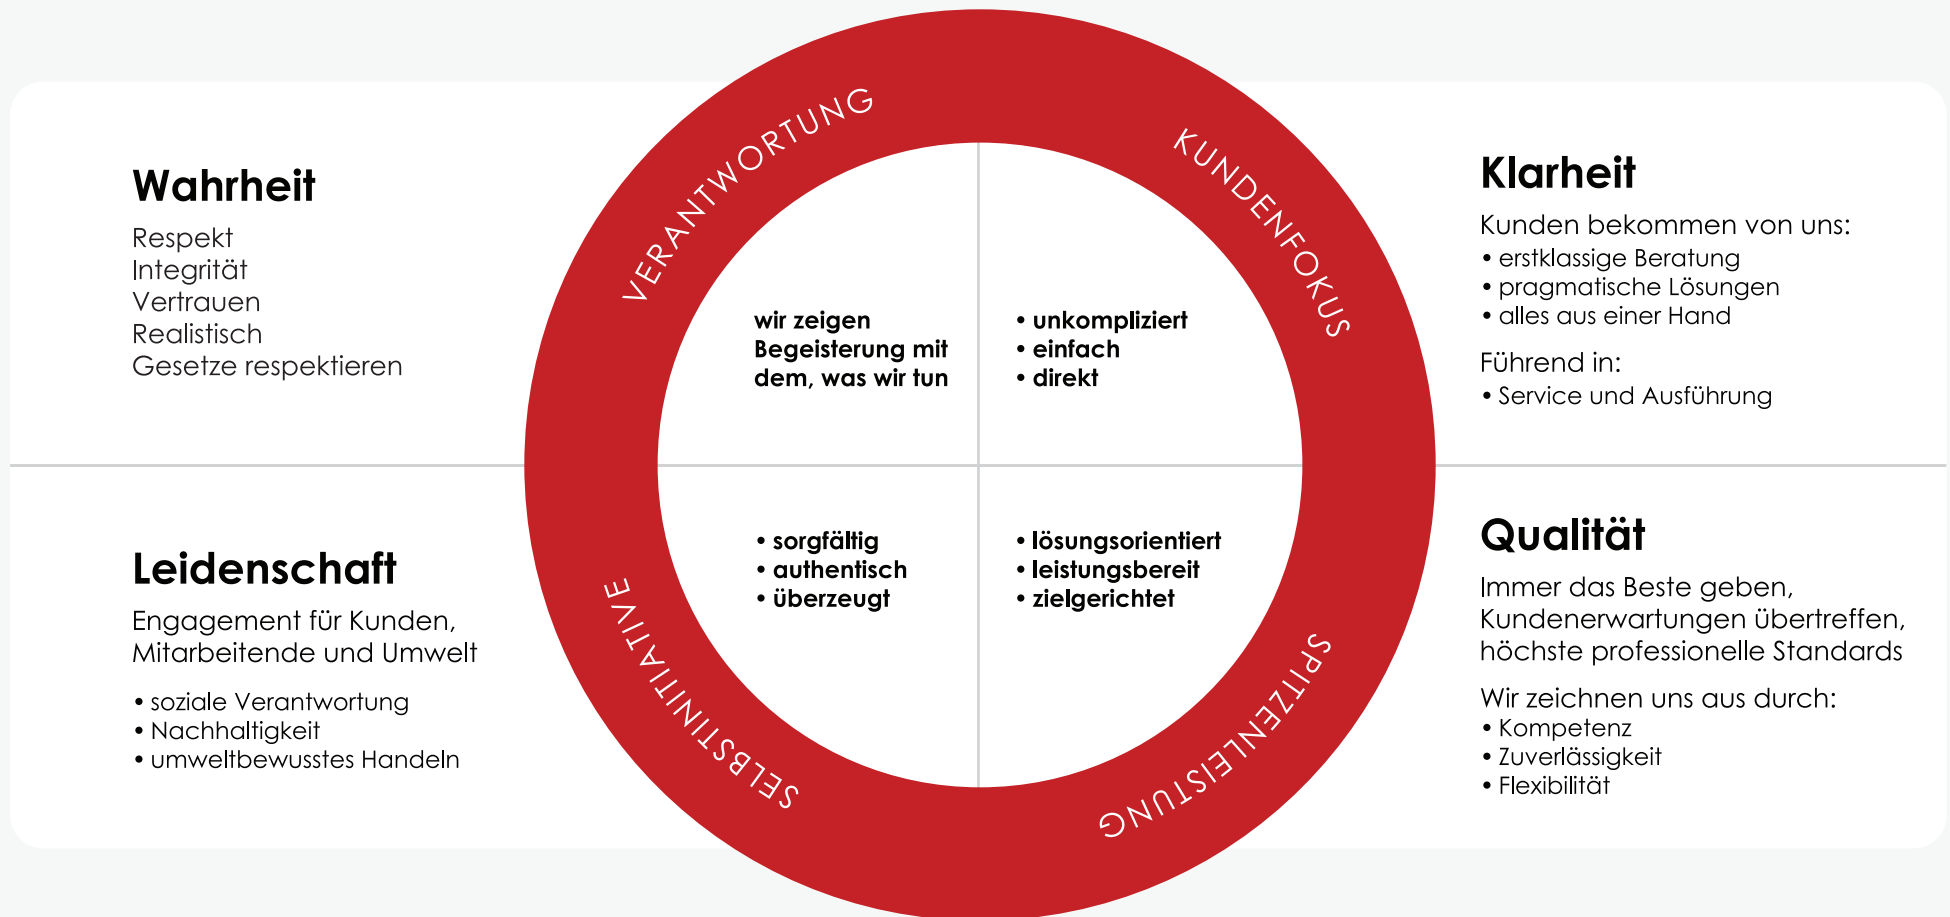 Wahrheit
Respekt
Integrität
Vertrauen
Realistisch
Gesetze respektieren
VERANTWORTUNG
wir zeigen
Begeisterung mit
dem, was wir tun
KUNDENFOKUS
• unkompliziert
• einfach
• direkt
Klarheit
Kunden bekommen von uns:
• erstklassige Beratung
• pragmatische Lösungen
• alles aus einer Hand
Führend in:
• Service und Ausführung
Leidenschaft
Engagement für Kunden,
Mitarbeitende und Umwelt
• soziale Verantwortung
• Nachhaltigkeit
• umweltbewusstes Handeln
SELBSTINITIATIVE
• sorgfältig
• authentisch
• überzeugt
SPITZENLEISTUNG
• lösungsorientiert
• leistungsbereit
• zielgerichtet
Qualität
Immer das Beste geben,
Kundenerwartungen übertreffen,
höchste professionelle Standards
Wir zeichnen uns aus durch:
• Kompetenz
• Zuverlässigkeit
• Flexibilität